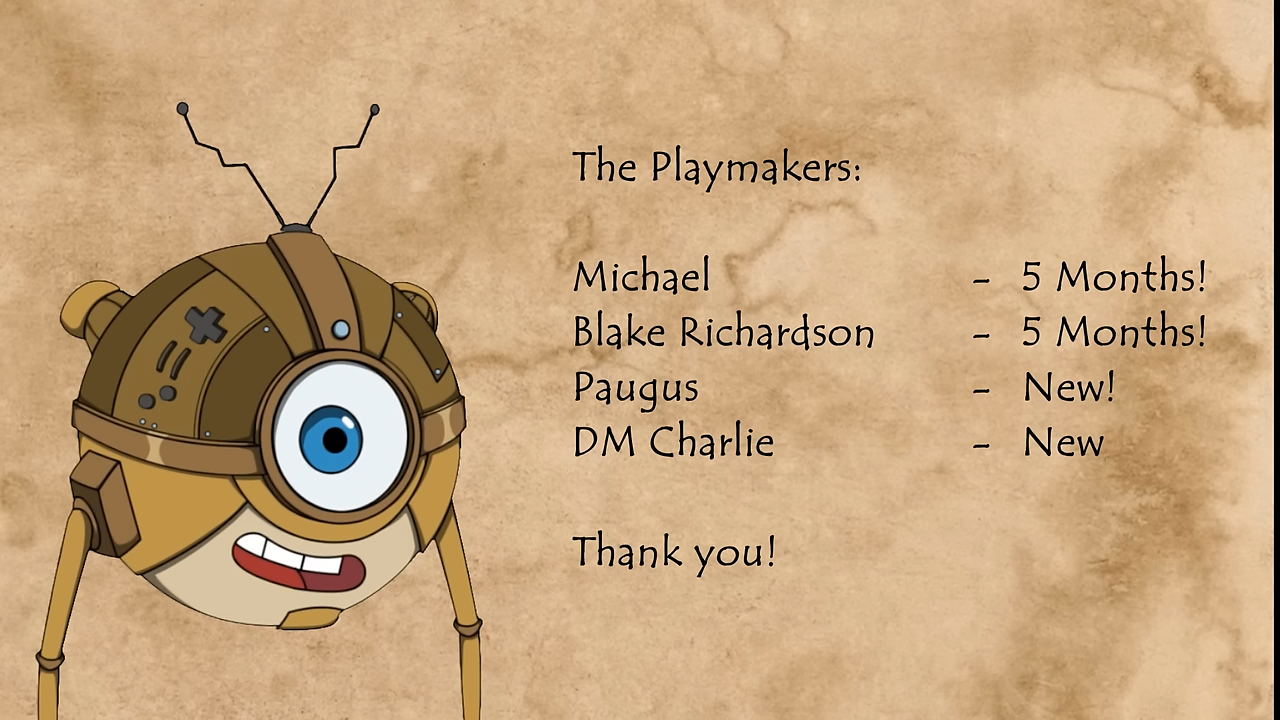 The Playmakers:
Michael - 5 Months!
Blake Richardson - 5 Months!
Paugus - New!
DM Charlie - New
Thank you!